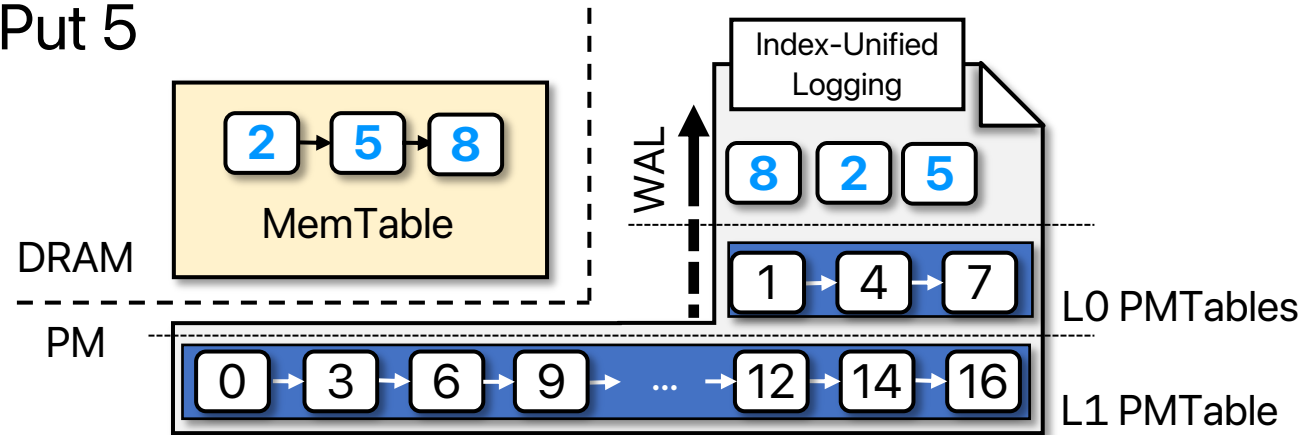 Put 5
Index-Unified
Logging
2 5 8
MemTable
WAL
8 2 5
DRAM
1 4 7
L0 PMTables
PM
0 3 6 9 ... 12 14 16
L1 PMTable